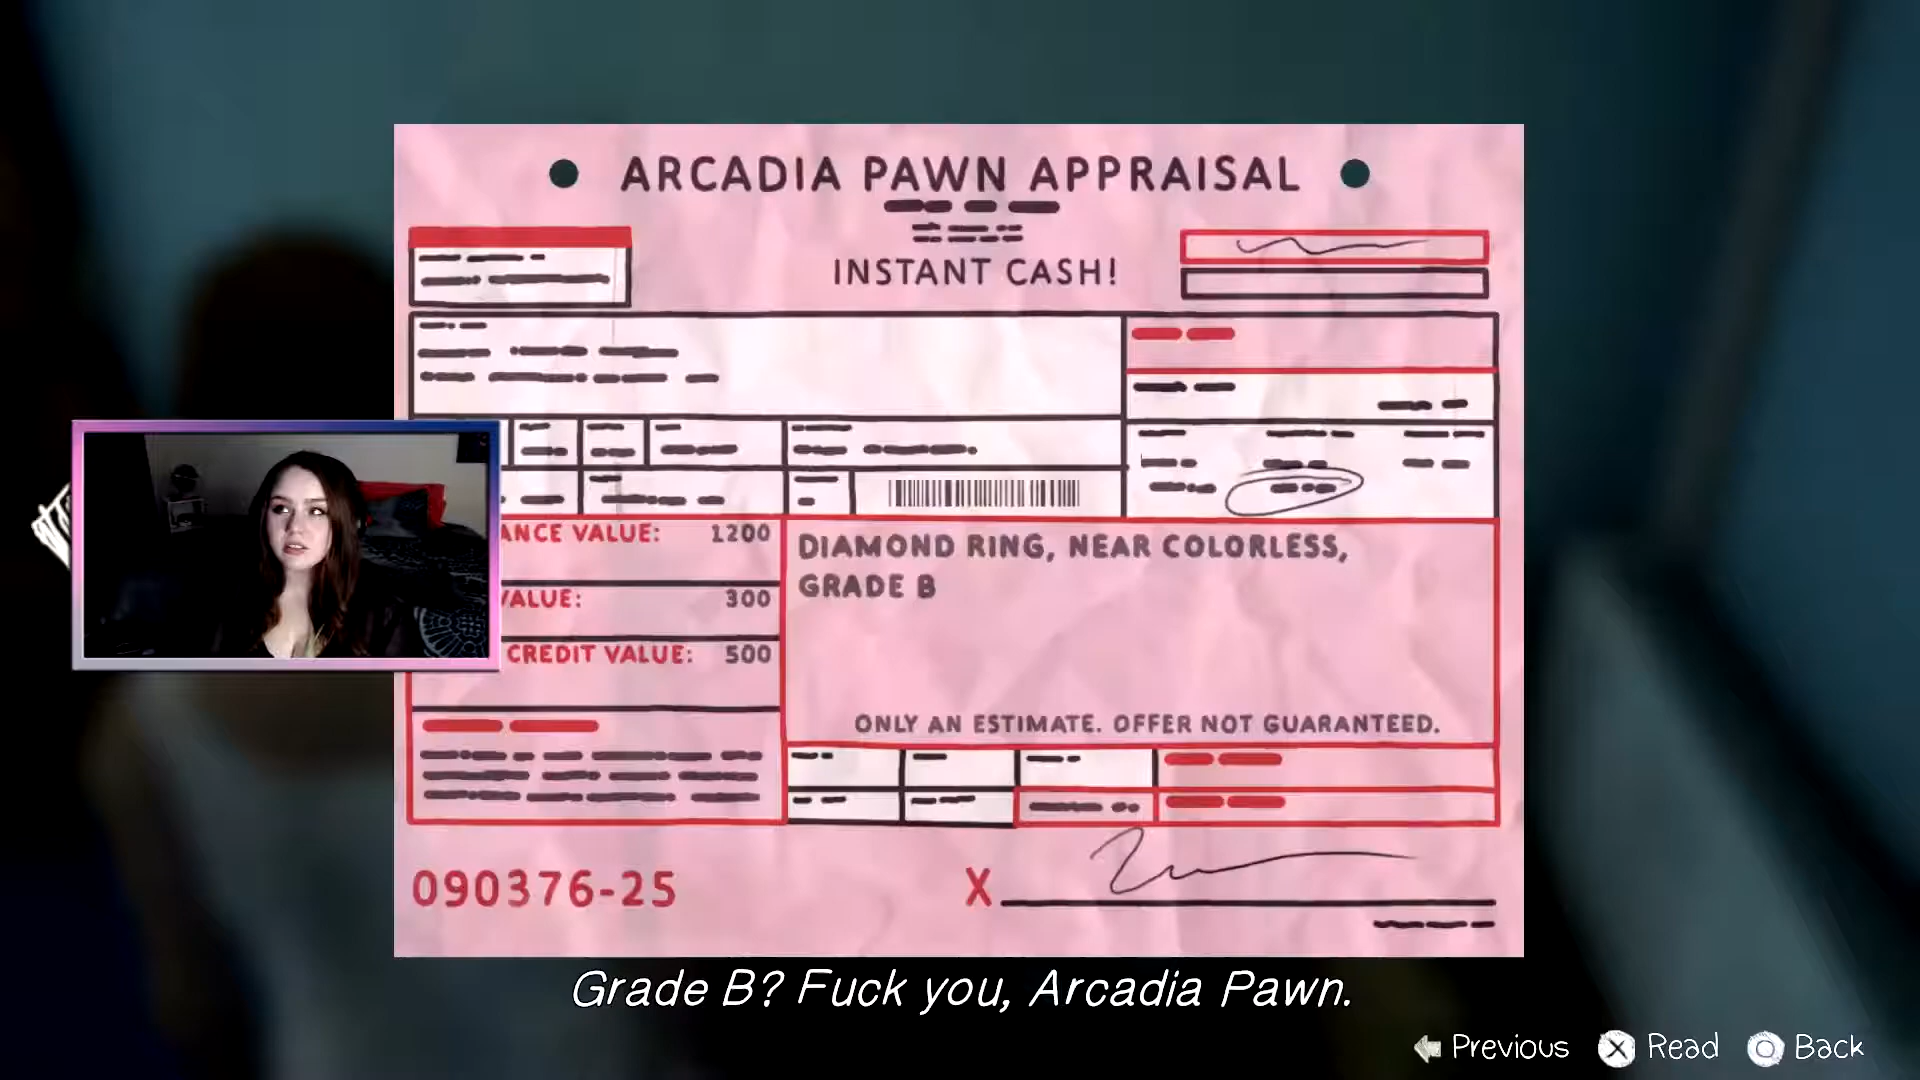 ARCADIA PAWN APPRAISAL
INSTANT CASH!
ANCE VALUE: 1200
VALUE: 300
CREDIT VALUE: 500
DIAMOND RING, NEAR COLORLESS,
GRADE B
ONLY AN ESTIMATE. OFFER NOT GUARANTEED.
090376-25
X
Grade B? Fuck you, Arcadia Pawn.
Previous Read Back